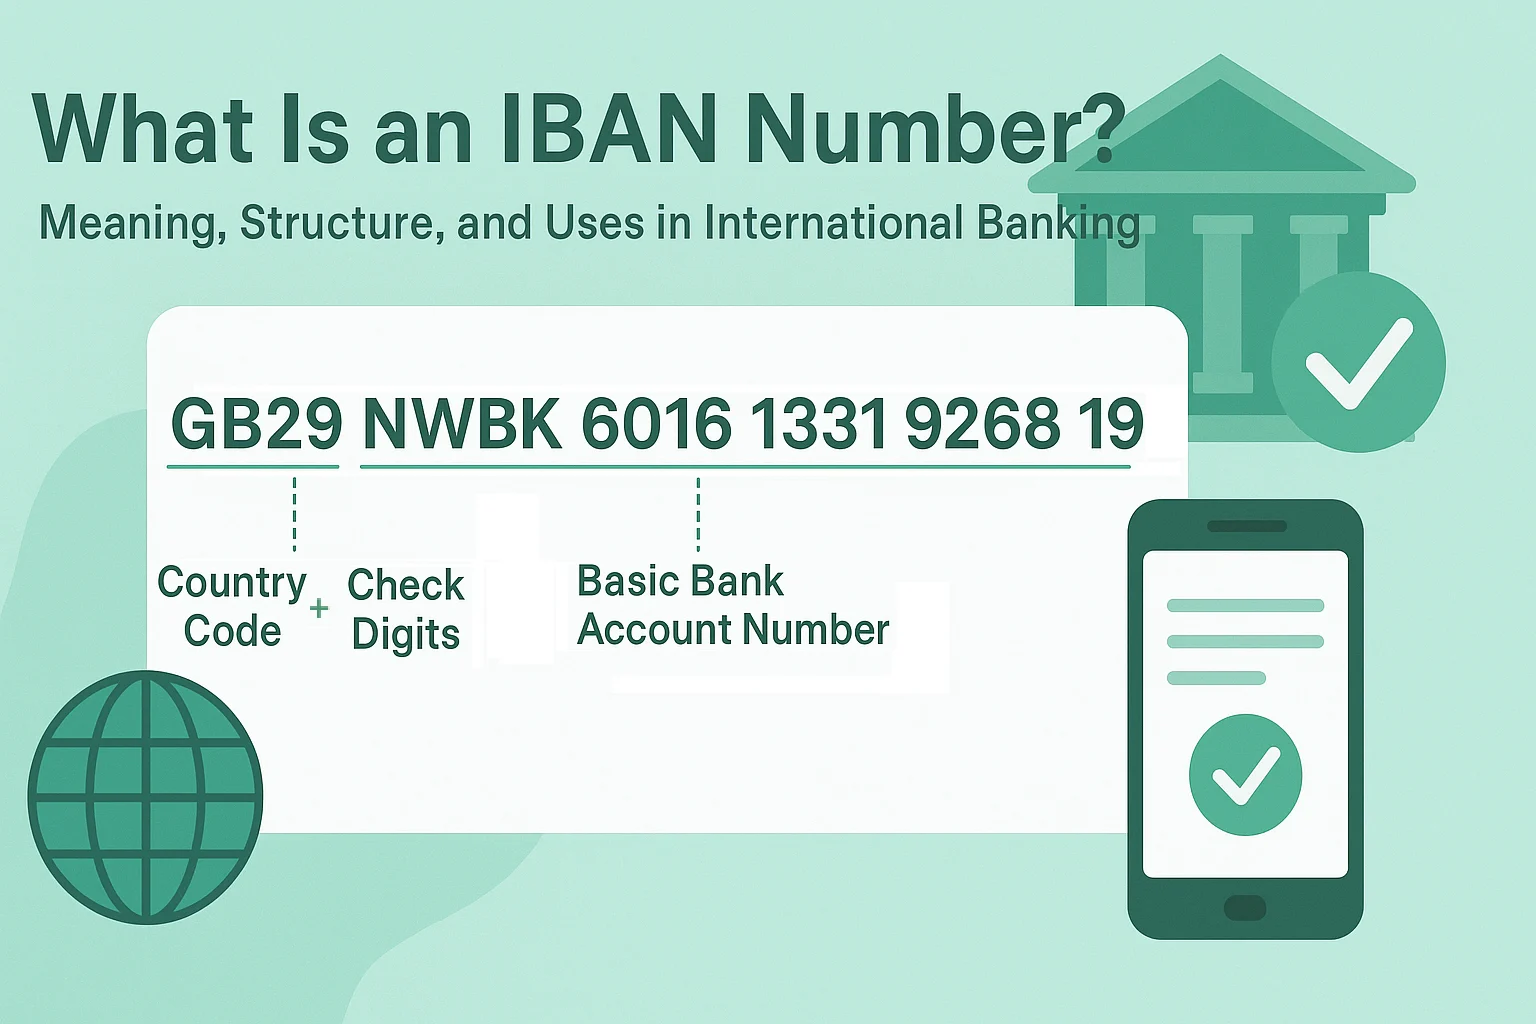 What Is an IBAN Number?
Meaning, Structure, and Uses in International Banking
GB29 NWBK 6016 1331 9268 19
Country Code + Check Digits
Basic Bank
Account Number